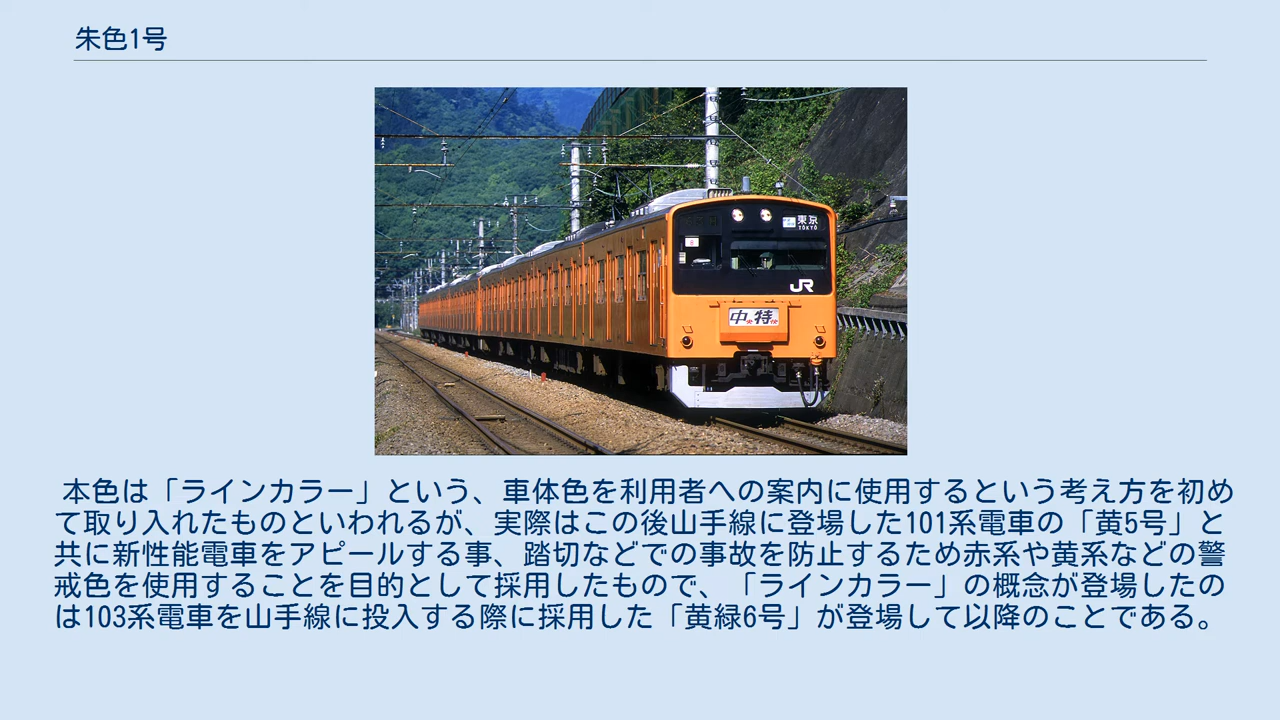 朱色1号
東京
TOKYO
JR
中央特快
本色は「ラインカラー」という、車体色を利用者への案内に使用するという考え方を初め
て取り入れたものといわれるが、実際はこの後山手線に登場した101系電車の「黄5号」と
共に新性能電車をアピールする事、踏切などでの事故を防止するため赤系や黄系などの警
戒色を使用することを目的として採用したもので、「ラインカラー」の概念が登場したの
は103系電車を山手線に投入する際に採用した「黄緑6号」が登場して以降のことである。